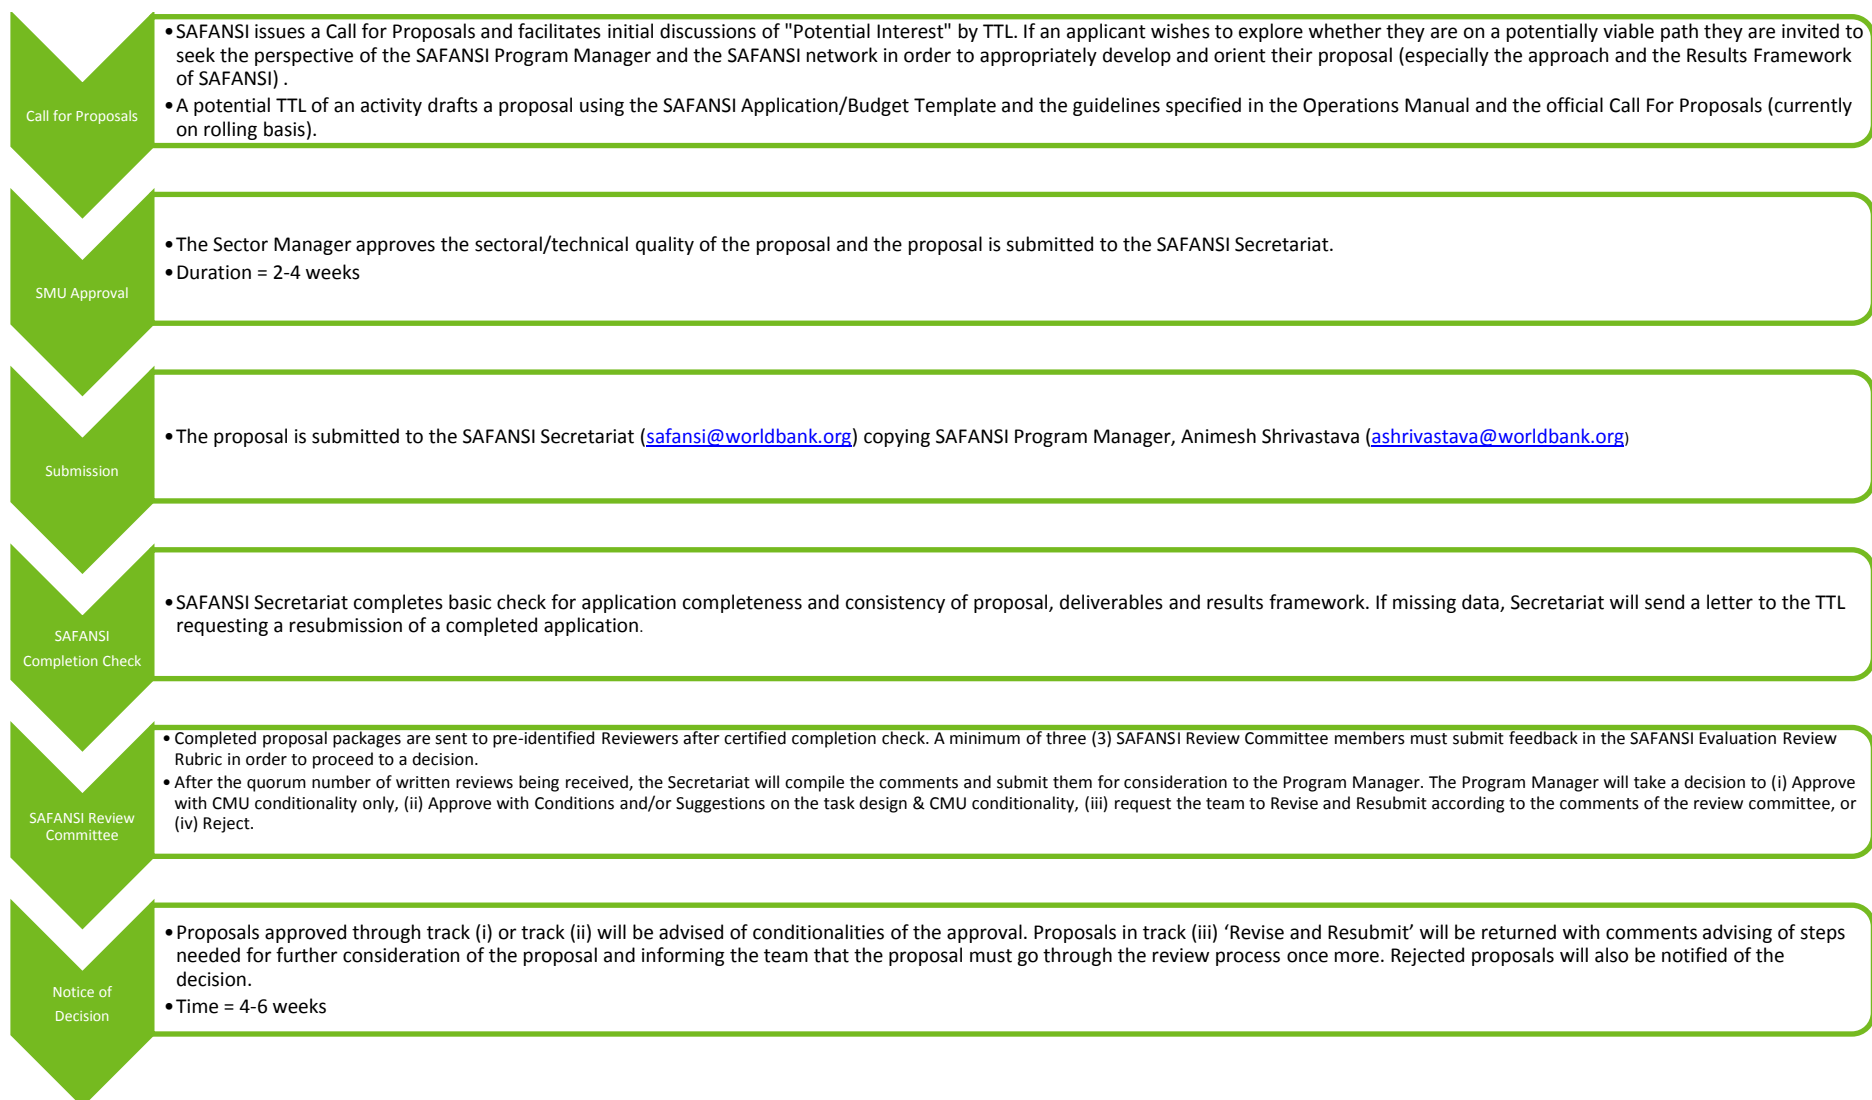 Call for Proposals
•SAFANSI issues a Call for Proposals and facilitates initial discussions of "Potential Interest" by TTL. If an applicant wishes to explore whether they are on a potentially viable path they are invited to
seek the perspective of the SAFANSI Program Manager and the SAFANSI network in order to appropriately develop and orient their proposal (especially the approach and the Results Framework
of SAFANSI) .
•A potential TTL of an activity drafts a proposal using the SAFANSI Application/Budget Template and the guidelines specified in the Operations Manual and the official Call For Proposals (currently
on rolling basis).
SMU Approval
•The Sector Manager approves the sectoral/technical quality of the proposal and the proposal is submitted to the SAFANSI Secretariat.
•Duration = 2-4 weeks
Submission
•The proposal is submitted to the SAFANSI Secretariat (safansi@worldbank.org) copying SAFANSI Program Manager, Animesh Shrivastava (ashrivastava@worldbank.org)
SAFANSI
Completion Check
•SAFANSI Secretariat completes basic check for application completeness and consistency of proposal, deliverables and results framework. If missing data, Secretariat will send a letter to the TTL
requesting a resubmission of a completed application.
SAFANSI Review
Committee
•Completed proposal packages are sent to pre-identified Reviewers after certified completion check. A minimum of three (3) SAFANSI Review Committee members must submit feedback in the SAFANSI Evaluation Review
Rubric in order to proceed to a decision.
•After the quorum number of written reviews being received, the Secretariat will compile the comments and submit them for consideration to the Program Manager. The Program Manager will take a decision to (i) Approve
with CMU conditionality only, (ii) Approve with Conditions and/or Suggestions on the task design & CMU conditionality, (iii) request the team to Revise and Resubmit according to the comments of the review committee, or
(iv) Reject.
Notice of
Decision
•Proposals approved through track (i) or track (ii) will be advised of conditionalities of the approval. Proposals in track (iii) ‘Revise and Resubmit’ will be returned with comments advising of steps
needed for further consideration of the proposal and informing the team that the proposal must go through the review process once more. Rejected proposals will also be notified of the
decision.
•Time = 4-6 weeks